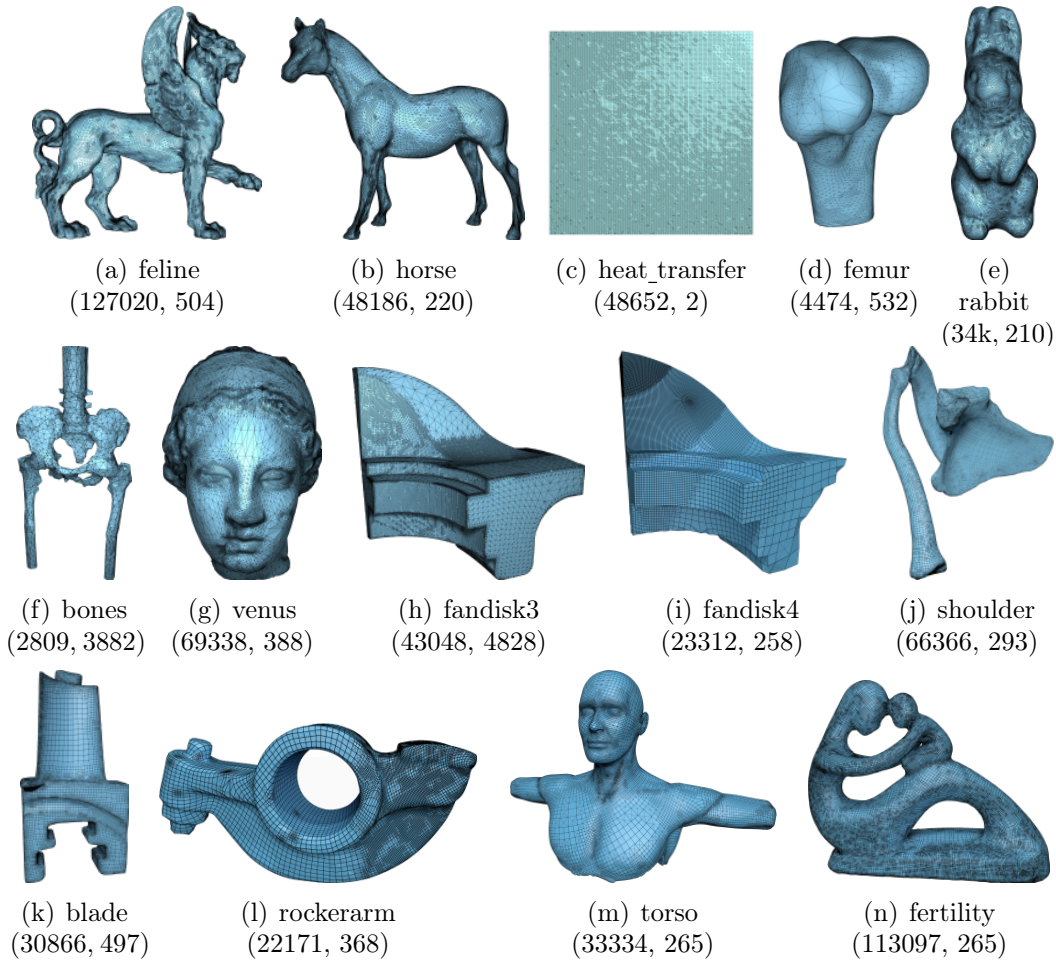 (a) feline
(127020, 504)
(b) horse
(48186, 220)
(c) heat_transfer
(48652, 2)
(d) femur
(4474, 532)
(e)
rabbit
(34k, 210)
(f) bones
(2809, 3882)
(g) venus
(69338, 388)
(h) fandisk3
(43048, 4828)
(i) fandisk4
(23312, 258)
(j) shoulder
(66366, 293)
(k) blade
(30866, 497)
(l) rockerarm
(22171, 368)
(m) torso
(33334, 265)
(n) fertility
(113097, 265)